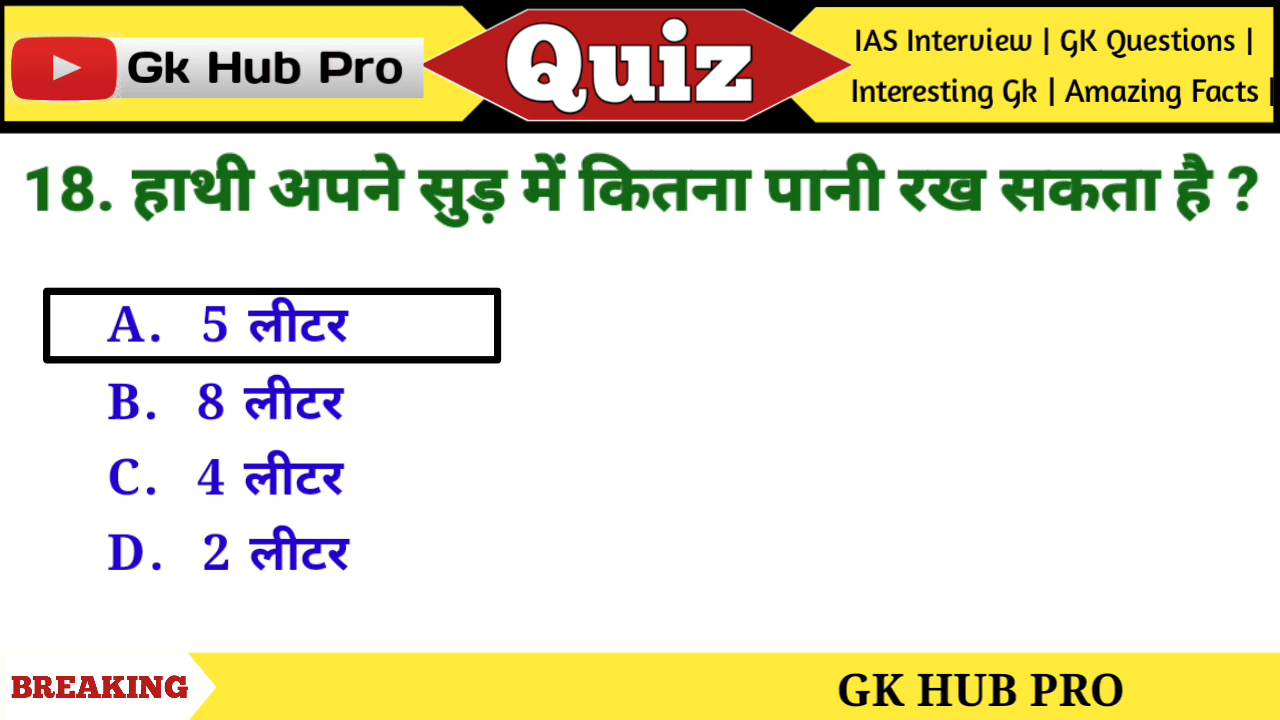 Gk Hub Pro
Quiz
IAS Interview | GK Questions |
Interesting Gk | Amazing Facts |
18. हाथी अपने सुड़ में कितना पानी रख सकता है ?
A. 5 लीटर
B. 8 लीटर
C. 4 लीटर
D. 2 लीटर
BREAKING
GK HUB PRO